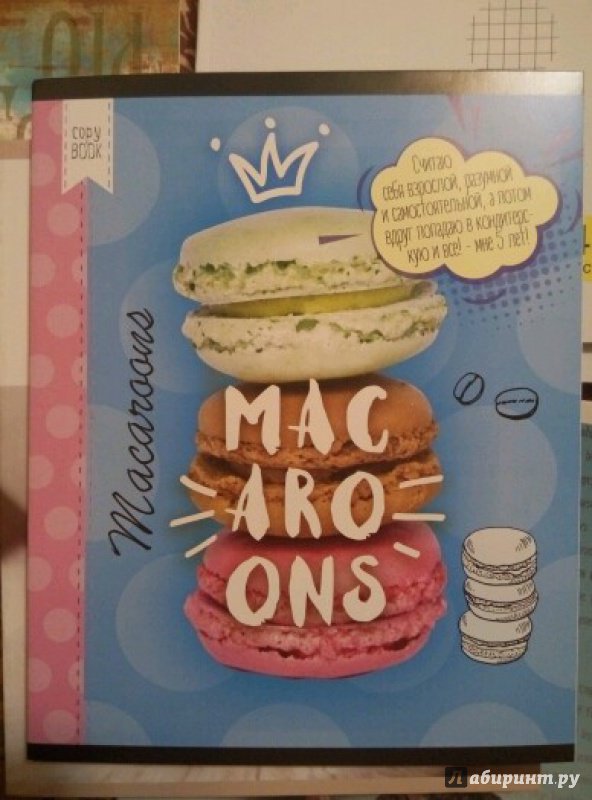 copy
BOOK
Считаю
себя взрослой, разумной
и самостоятельной, а потом
вдруг попадаю в кондитерс-
кую и все! - мне 5 лет!
Macaroons
MAC
ARO
ONS
Лабиринт.ру